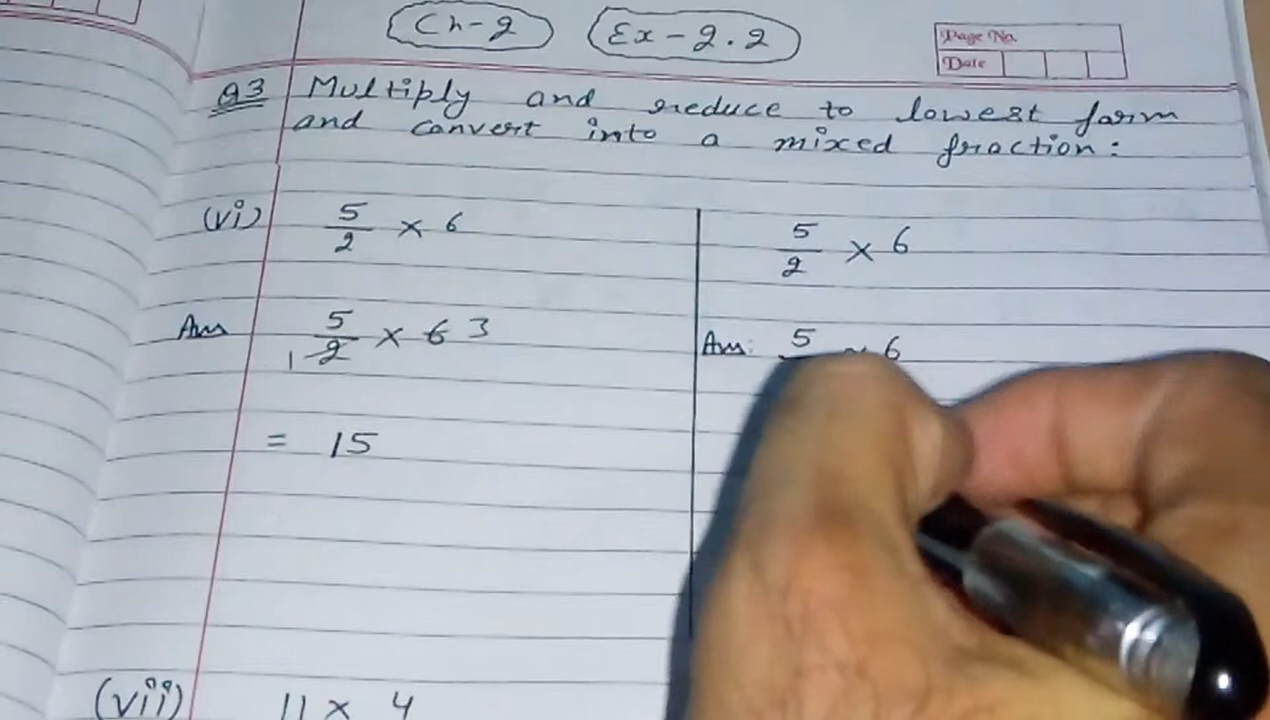 Ch-2 Ex-2.2
Page No.
Date
Q3 Multiply and reduce to lowest form
and convert into a mixed fraction:
(vi) 5/2 × 6
Ans 5/2 × 6 3
1
= 15
5/2 × 6
Ans: 5 × 6
(vii) 11 × 4